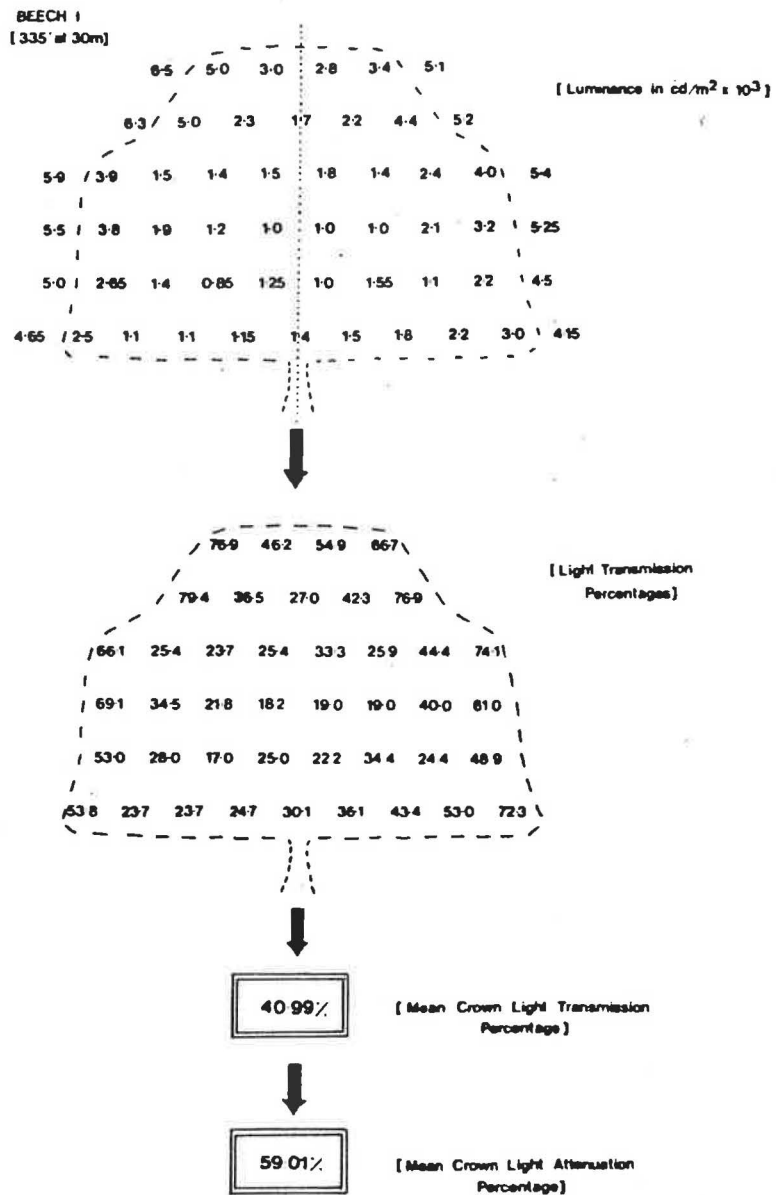 BEECH 1
[335° at 30m]
6·5 5·0 3·0 2·8 3·4 5·1
[Luminance in cd/m² x 10³]
6·3 5·0 2·3 1·7 2·2 4·4 5·2
5·9 3·9 1·5 1·4 1·5 1·8 1·4 2·4 4·0 5·4
5·5 3·8 1·9 1·2 1·0 1·0 1·0 2·1 3·2 5·25
5·0 2·65 1·4 0·85 1·25 1·0 1·55 1·1 2·2 4·5
4·65 2·5 1·1 1·1 1·15 1·4 1·5 1·8 2·2 3·0 4·15
76·9 46·2 54·9 66·7
[Light Transmission
Percentages]
79·4 36·5 27·0 42·3 76·9
66·1 25·4 23·7 25·4 33·3 25·9 44·4 74·1
69·1 34·5 21·8 18·2 19·0 19·0 40·0 61·0
53·0 28·0 17·0 25·0 22·2 34·4 24·4 48·9
53·8 23·7 23·7 24·7 30·1 36·1 43·4 53·0 72·3
40·99%
[Mean Crown Light Transmission
Percentage]
59·01%
[Mean Crown Light Attenuation
Percentage]